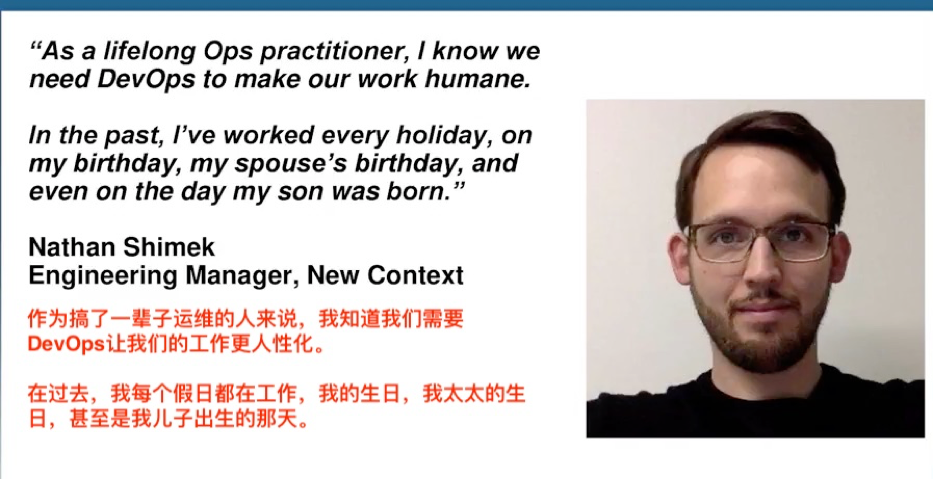 “As a lifelong Ops practitioner, I know we
need DevOps to make our work humane.
In the past, I’ve worked every holiday, on
my birthday, my spouse’s birthday, and
even on the day my son was born.”
Nathan Shimek
Engineering Manager, New Context
作为搞了一辈子运维的人来说，我知道我们需要
DevOps让我们的工作更人性化。
在过去，我每个假日都在工作，我的生日，我太太的生
日，甚至是我儿子出生的那天。